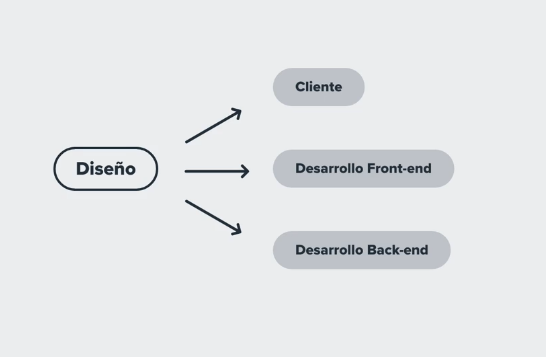 Diseño
Cliente
Desarrollo Front-end
Desarrollo Back-end